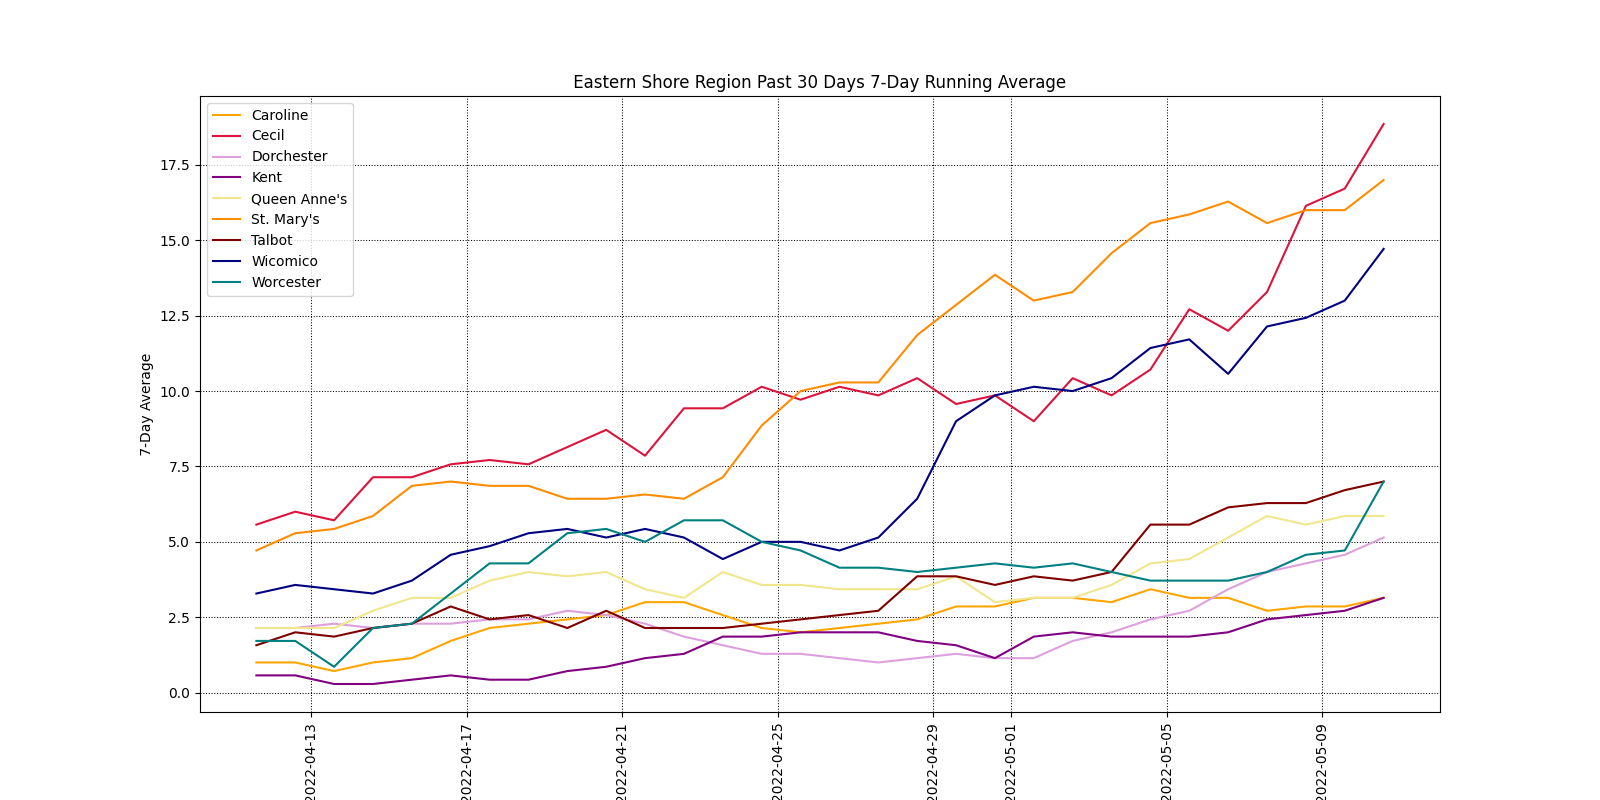 Eastern Shore Region Past 30 Days 7-Day Running Average
Caroline
Cecil
Dorchester
Kent
Queen Anne's
St. Mary's
Talbot
Wicomico
Worcester
7-Day Average
17.5
15.0
12.5
10.0
7.5
5.0
2.5
0.0
2022-04-13
2022-04-17
2022-04-21
2022-04-25
2022-04-29
2022-05-01
2022-05-05
2022-05-09